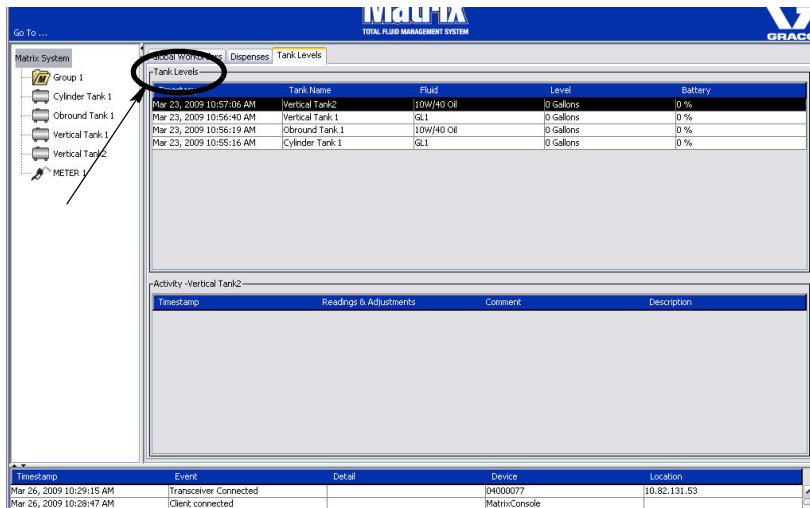 Matrix
TOTAL FLUID MANAGEMENT SYSTEM
Go To ...
GRACO
Matrix System
Group 1
Cylinder Tank 1
Obround Tank 1
Vertical Tank 1
Vertical Tank2
METER 1
Global Workorders Dispenses Tank Levels
Tank Levels
Timestamp Tank Name Fluid Level Battery
Mar 23, 2009 10:57:06 AM Vertical Tank2 10W/40 Oil 0 Gallons 0 %
Mar 23, 2009 10:56:40 AM Vertical Tank 1 GL1 0 Gallons 0 %
Mar 23, 2009 10:56:19 AM Obround Tank 1 10W/40 Oil 0 Gallons 0 %
Mar 23, 2009 10:55:16 AM Cylinder Tank 1 GL1 0 Gallons 0 %
Activity -Vertical Tank2
Timestamp Readings & Adjustments Comment Description
Timestamp Event Detail Device Location
Mar 26, 2009 10:29:15 AM Transceiver Connected 04000077 10.82.131.53
Mar 26, 2009 10:28:47 AM Client connected MatrixConsole